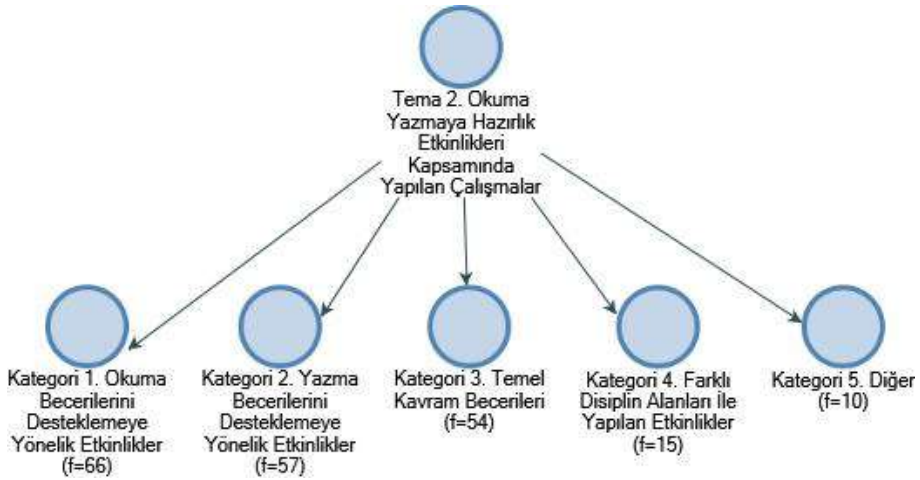 Tema 2. Okuma
Yazmaya Hazırlık
Etkinlikleri
Kapsamında
Yapılan Çalışmalar
Kategori 1. Okuma
Becerilerini
Desteklemeye
Yönelik Etkinlikler
(f=66)
Kategori 2. Yazma
Becerilerini
Desteklemeye
Yönelik Etkinlikler
(f=57)
Kategori 3. Temel
Kavram Becerileri
(f=54)
Kategori 4. Farklı
Disiplin Alanları İle
Yapılan Etkinlikler
(f=15)
Kategori 5. Diğer
(f=10)